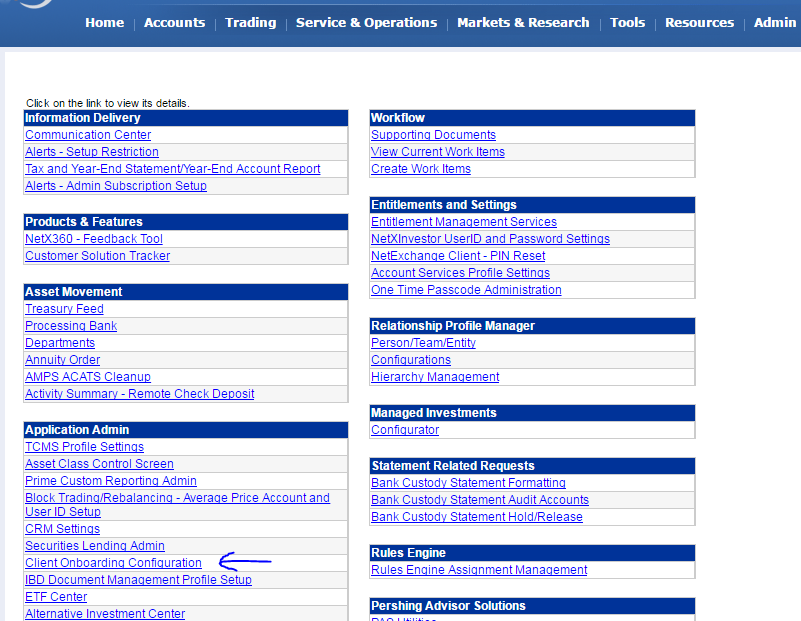 Home Accounts Trading Service & Operations Markets & Research Tools Resources Admin
Click on the link to view its details.
Information Delivery
Communication Center
Alerts - Setup Restriction
Tax and Year-End Statement/Year-End Account Report
Alerts - Admin Subscription Setup
Products & Features
NetX360 - Feedback Tool
Customer Solution Tracker
Asset Movement
Treasury Feed
Processing Bank
Departments
Annuity Order
AMPS ACATS Cleanup
Activity Summary - Remote Check Deposit
Application Admin
TCMS Profile Settings
Asset Class Control Screen
Prime Custom Reporting Admin
Block Trading/Rebalancing - Average Price Account and
User ID Setup
CRM Settings
Securities Lending Admin
Client Onboarding Configuration
IBD Document Management Profile Setup
ETF Center
Alternative Investment Center
Workflow
Supporting Documents
View Current Work Items
Create Work Items
Entitlements and Settings
Entitlement Management Services
NetXInvestor UserID and Password Settings
NetExchange Client - PIN Reset
Account Services Profile Settings
One Time Passcode Administration
Relationship Profile Manager
Person/Team/Entity
Configurations
Hierarchy Management
Managed Investments
Configurator
Statement Related Requests
Bank Custody Statement Formatting
Bank Custody Statement Audit Accounts
Bank Custody Statement Hold/Release
Rules Engine
Rules Engine Assignment Management
Pershing Advisor Solutions
PAS Utilities